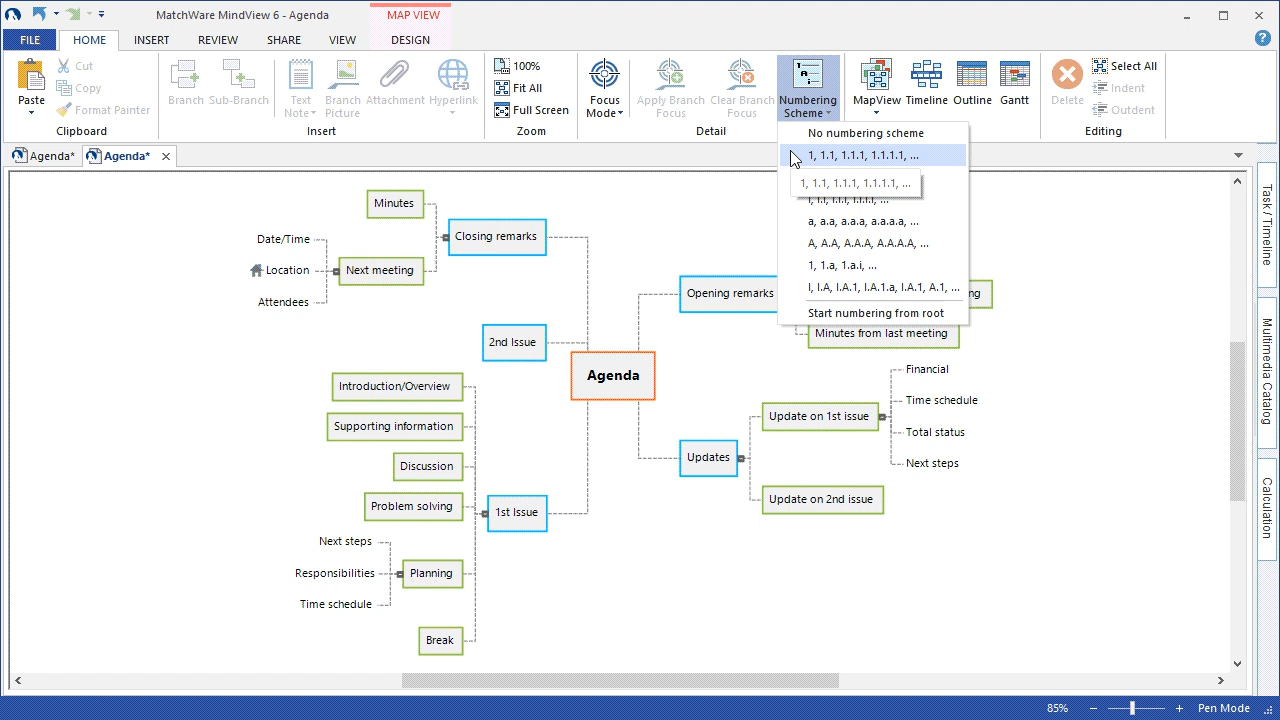 MatchWare MindView 6 - Agenda
MAP VIEW
FILE
HOME
INSERT
REVIEW
SHARE
VIEW
DESIGN
Paste
Cut
Copy
Format Painter
Clipboard
Branch
Sub-Branch
Text Note
Branch Picture
Attachment
Hyperlink
Insert
100%
Fit All
Full Screen
Zoom
Focus Mode
Apply Branch Focus
Clear Branch Focus
Numbering Scheme
Detail
MapView
Timeline
Outline
Gantt
Delete
Select All
Indent
Outdent
Editing
Agenda*
Agenda*
No numbering scheme
1, 1.1, 1.1.1, 1.1.1.1, ...
1, 1.1, 1.1.1, 1.1.1.1, ...
a, a.a, a.a.a, a.a.a.a, ...
A, A.A, A.A.A, A.A.A.A, ...
1, 1.a, 1.a.i, ...
I, I.A, I.A.1, I.A.1.a, I.A.1, A.1, ...
Start numbering from root
Minutes
Closing remarks
Date/Time
Location
Next meeting
Attendees
2nd Issue
Introduction/Overview
Supporting information
Discussion
Problem solving
1st Issue
Next steps
Responsibilities
Planning
Time schedule
Break
Agenda
Opening remarks
ng
Minutes from last meeting
Financial
Update on 1st issue
Time schedule
Total status
Next steps
Updates
Update on 2nd issue
Task / Timeline
Multimedia Catalog
Calculation
85%
Pen Mode